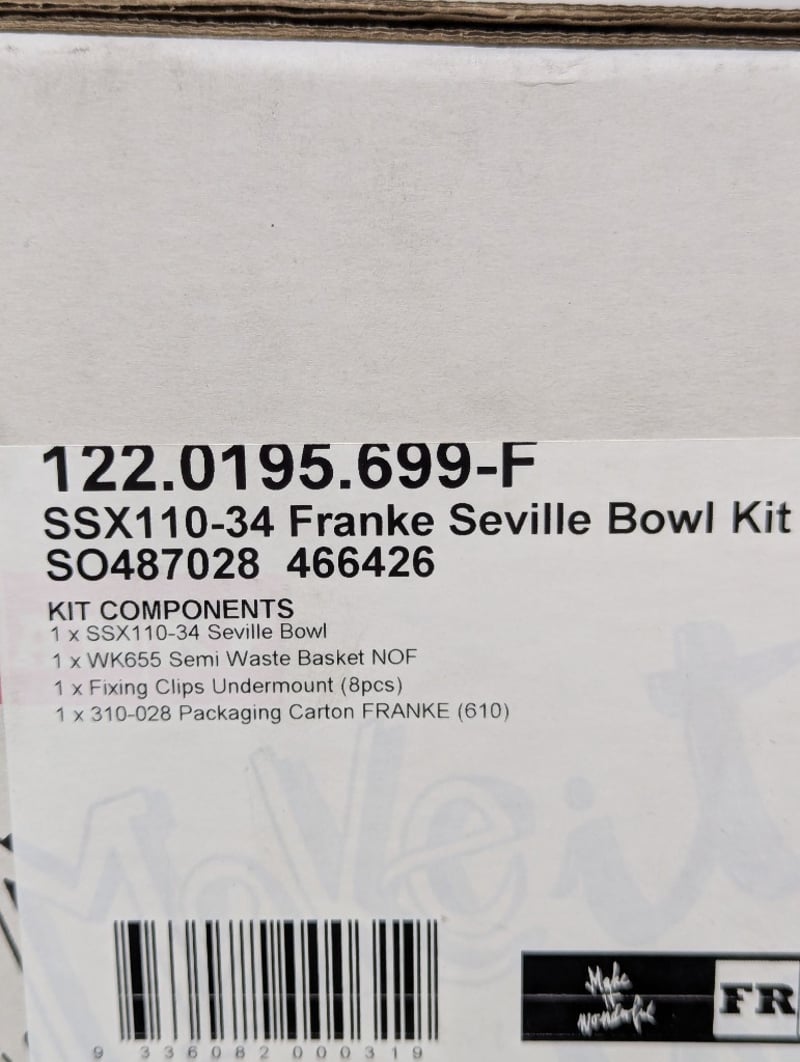 122.0195.699-F
SSX110-34 Franke Seville Bowl Kit
SO487028 466426
KIT COMPONENTS
1 x SSX110-34 Seville Bowl
1 x WK655 Semi Waste Basket NOF
1 x Fixing Clips Undermount (8pcs)
1 x 310-028 Packaging Carton FRANKE (610)
Moveit
9 336082 000319
Make
it
Wonderful
FR